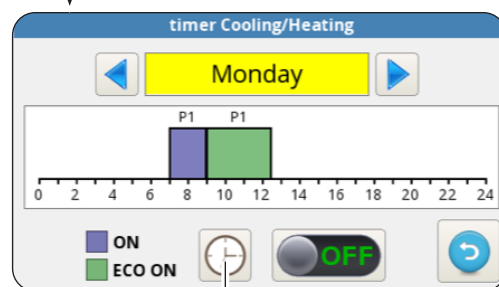 timer Cooling/Heating
Monday
P1 P1
0 2 4 6 8 10 12 14 16 18 20 22 24
ON
ECO ON
OFF